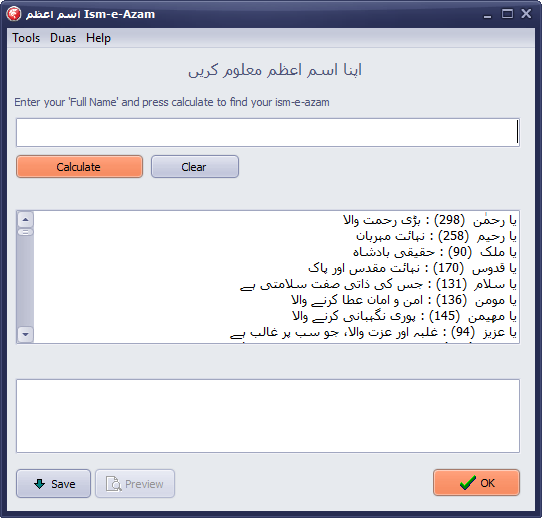 اسم اعظم Ism-e-Azam
Tools Duas Help
اپنا اسم اعظم معلوم کریں
Enter your 'Full Name' and press calculate to find your ism-e-azam
Calculate Clear
یا رحمٰن (298) : بڑی رحمت والا
یا رحیم (258) : نہائت مہربان
یا ملک (90) : حقیقی بادشاہ
یا قدوس (170) : نہائت مقدس اور پاک
یا سلام (131) : جس کی ذاتی صفت سلامتی ہے
یا مومن (136) : امن و امان عطا کرنے والا
یا مھیمن (145) : پوری نگہبانی کرنے والا
یا عزیز (94) : غلبہ اور عزت والا، جو سب پر غالب ہے
Save Preview OK